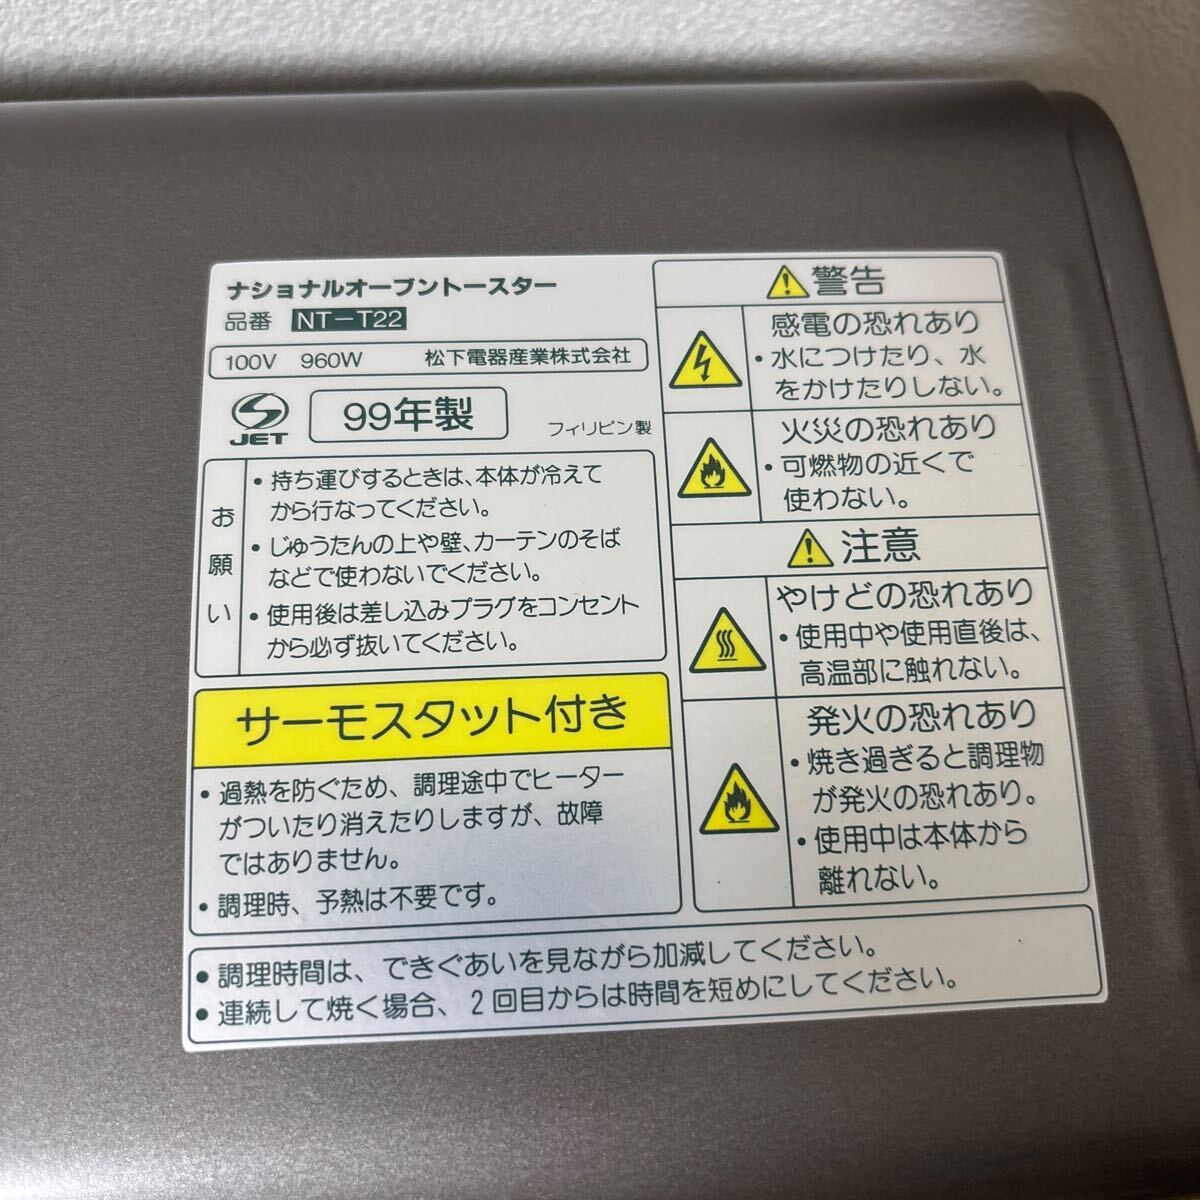 ナショナルオーブントースター
品番 NT-T22
100V 960W 松下電器産業株式会社
JET 99年製 フィリピン製
お願い
・持ち運びするときは、本体が冷えて
から行なってください。
・じゅうたんの上や壁、カーテンのそば
などで使わないでください。
・使用後は差し込みプラグをコンセント
から必ず抜いてください。
サーモスタット付き
・過熱を防ぐため、調理途中でヒーター
がついたり消えたりしますが、故障
ではありません。
・調理時、予熱は不要です。
警告
感電の恐れあり
・水につけたり、水
をかけたりしない。
火災の恐れあり
・可燃物の近くで
使わない。
注意
やけどの恐れあり
・使用中や使用直後は、
高温部に触れない。
発火の恐れあり
・焼き過ぎると調理物
が発火の恐れあり。
・使用中は本体から
離れない。
・調理時間は、できぐあいを見ながら加減してください。
・連続して焼く場合、2回目からは時間を短めにしてください。